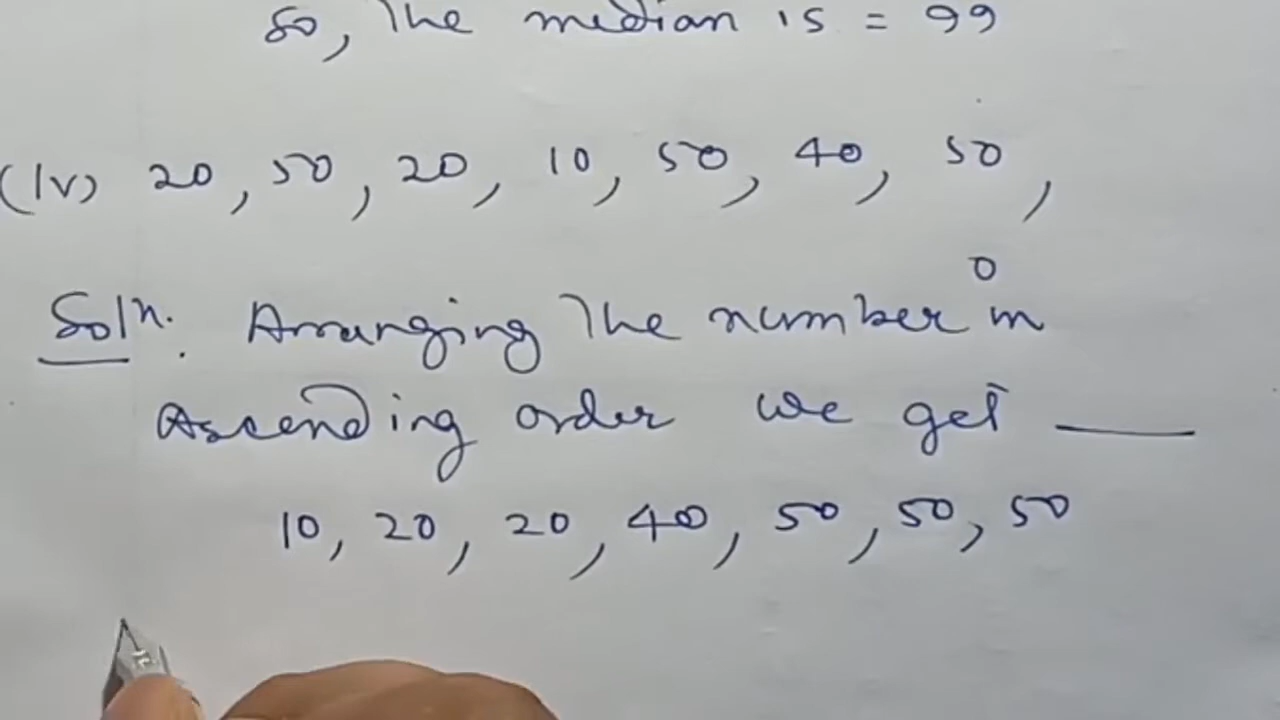 So, The median is = 99
(iv) 20, 50, 20, 10, 50, 40, 50,
Soln. Arranging The number in
Ascending order we get —
10, 20, 20, 40, 50, 50, 50